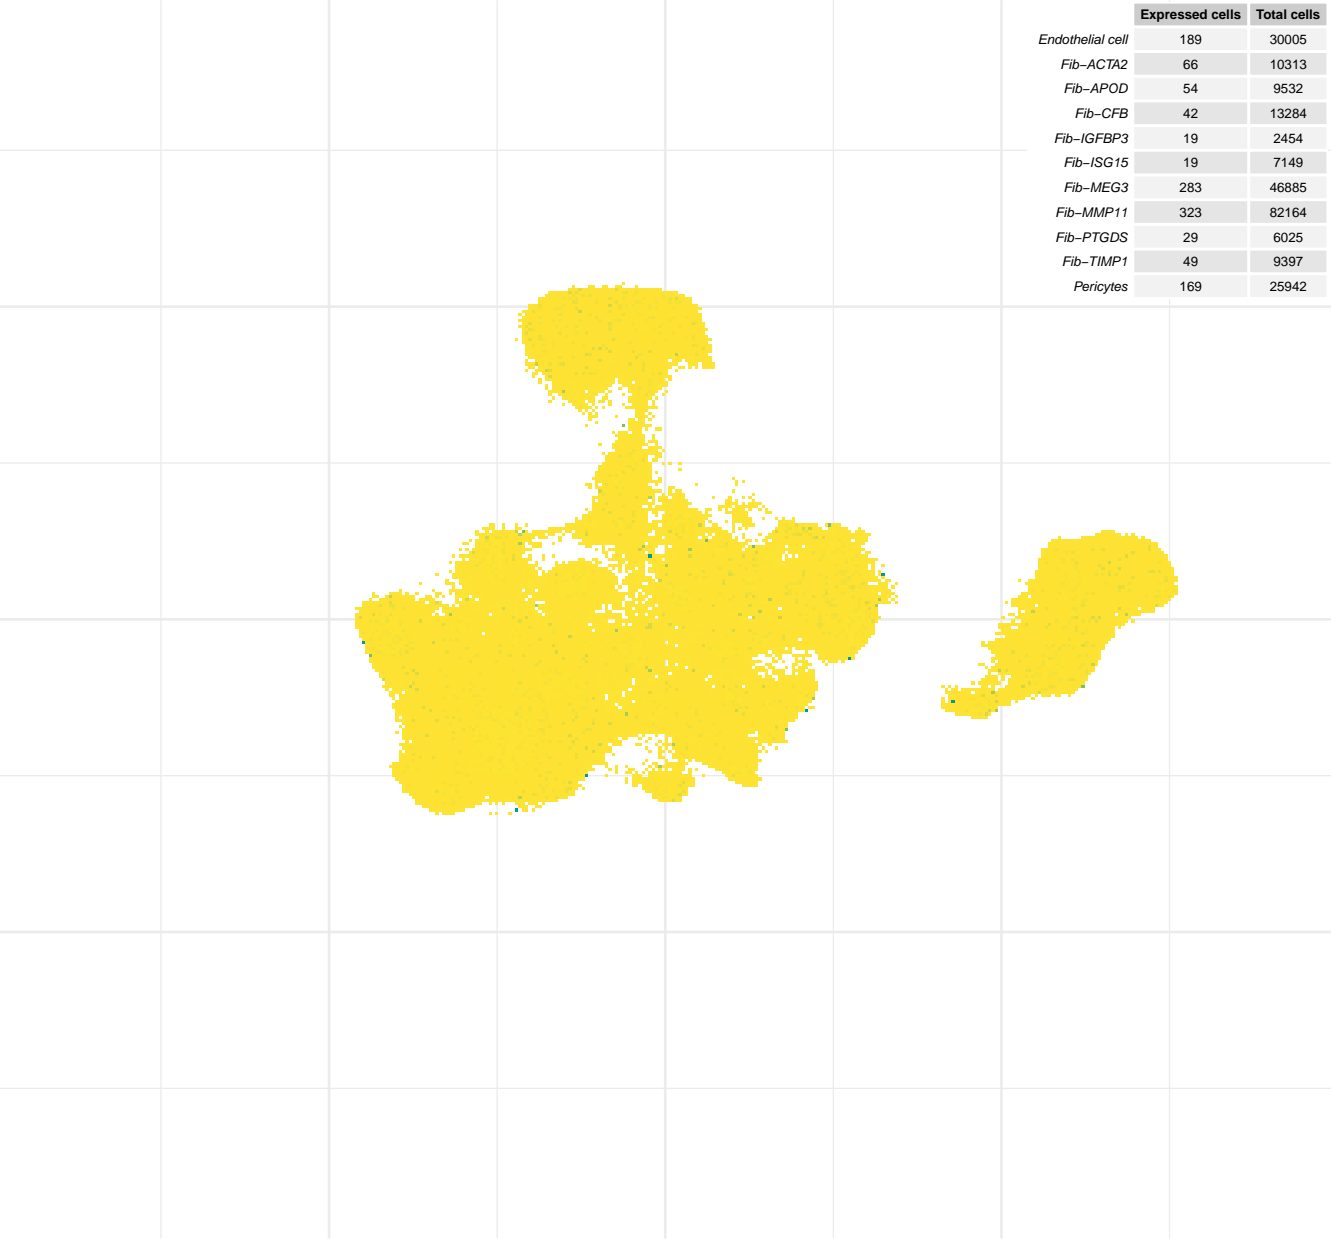 Expressed cells Total cells
Endothelial cell 189 30005
Fib−ACTA2 66 10313
Fib−APOD 54 9532
Fib−CFB 42 13284
Fib−IGFBP3 19 2454
Fib−ISG15 19 7149
Fib−MEG3 283 46885
Fib−MMP11 323 82164
Fib−PTGDS 29 6025
Fib−TIMP1 49 9397
Pericytes 169 25942